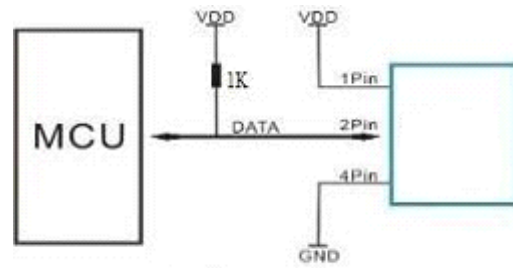 VDD
VDD
1K
1Pin
MCU
DATA
2Pin
4Pin
GND